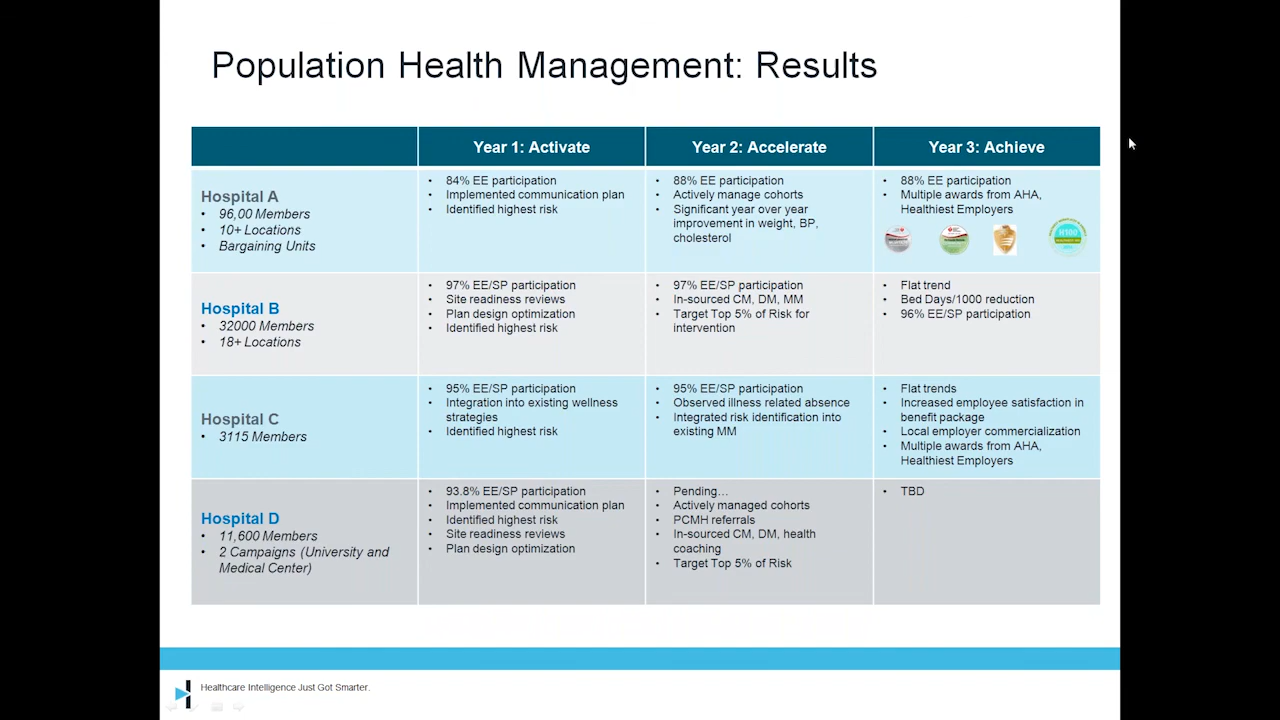 Population Health Management: Results
Year 1: Activate
Year 2: Accelerate
Year 3: Achieve
Hospital A
• 96,00 Members
• 10+ Locations
• Bargaining Units
• 84% EE participation
• Implemented communication plan
• Identified highest risk
• 88% EE participation
• Actively manage cohorts
• Significant year over year
improvement in weight, BP,
cholesterol
• 88% EE participation
• Multiple awards from AHA,
Healthiest Employers
H100
Hospital B
• 32000 Members
• 18+ Locations
• 97% EE/SP participation
• Site readiness reviews
• Plan design optimization
• Identified highest risk
• 97% EE/SP participation
• In-sourced CM, DM, MM
• Target Top 5% of Risk for
intervention
• Flat trend
• Bed Days/1000 reduction
• 96% EE/SP participation
Hospital C
• 3115 Members
• 95% EE/SP participation
• Integration into existing wellness
strategies
• Identified highest risk
• 95% EE/SP participation
• Observed illness related absence
• Integrated risk identification into
existing MM
• Flat trends
• Increased employee satisfaction in
benefit package
• Local employer commercialization
• Multiple awards from AHA,
Healthiest Employers
Hospital D
• 11,600 Members
• 2 Campaigns (University and
Medical Center)
• 93.8% EE/SP participation
• Implemented communication plan
• Identified highest risk
• Site readiness reviews
• Plan design optimization
• Pending…
• Actively managed cohorts
• PCMH referrals
• In-sourced CM, DM, health
coaching
• Target Top 5% of Risk
• TBD
Healthcare Intelligence Just Got Smarter.